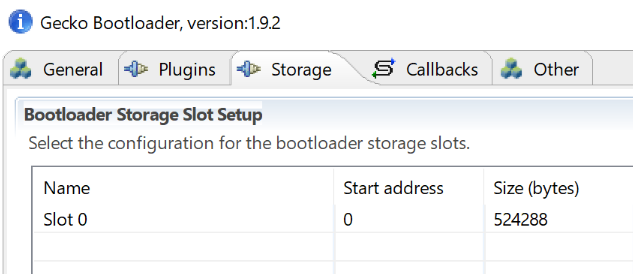 Gecko Bootloader, version:1.9.2
General Plugins Storage Callbacks Other
Bootloader Storage Slot Setup
Select the configuration for the bootloader storage slots.
Name Start address Size (bytes)
Slot 0 0 524288